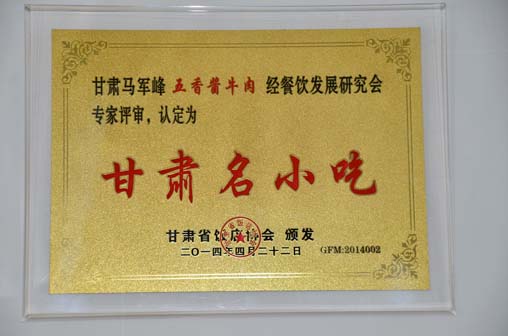 甘肃马军峰 五香酱牛肉 经餐饮发展研究会
专家评审，认定为
甘肃名小吃
甘肃省饭店协会 颁发
二〇一四年四月二十二日
GFM:2014002